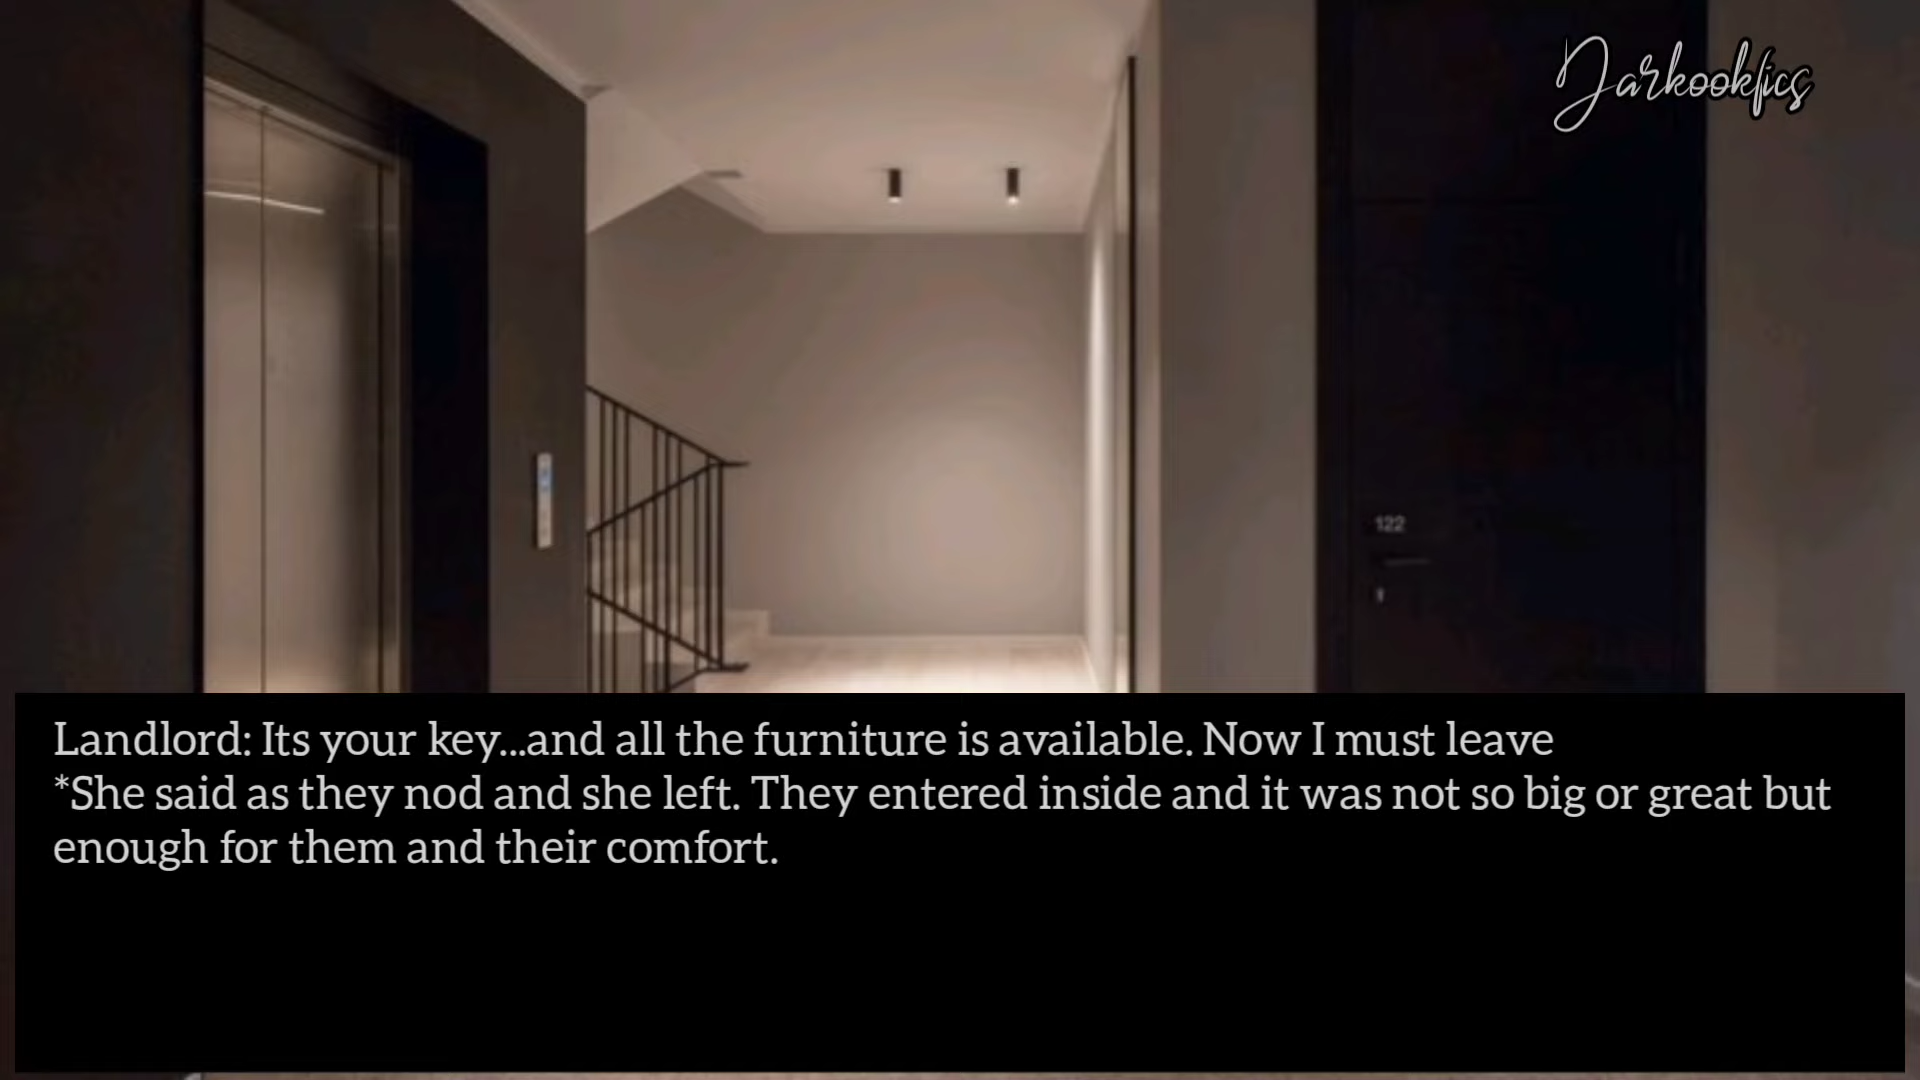 Darkookfics
122
Landlord: Its your key...and all the furniture is available. Now I must leave
*She said as they nod and she left. They entered inside and it was not so big or great but
enough for them and their comfort.